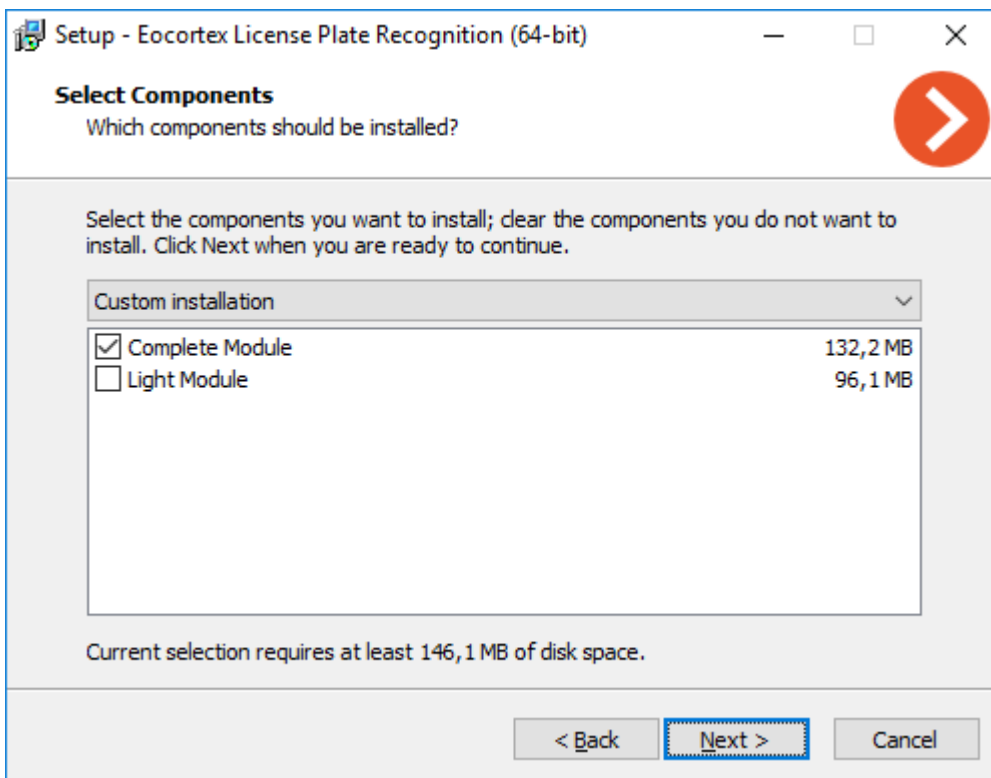 Setup - Eocortex License Plate Recognition (64-bit)
Select Components
Which components should be installed?
Select the components you want to install; clear the components you do not want to
install. Click Next when you are ready to continue.
Custom installation
Complete Module 132,2 MB
Light Module 96,1 MB
Current selection requires at least 146,1 MB of disk space.
< Back Next > Cancel